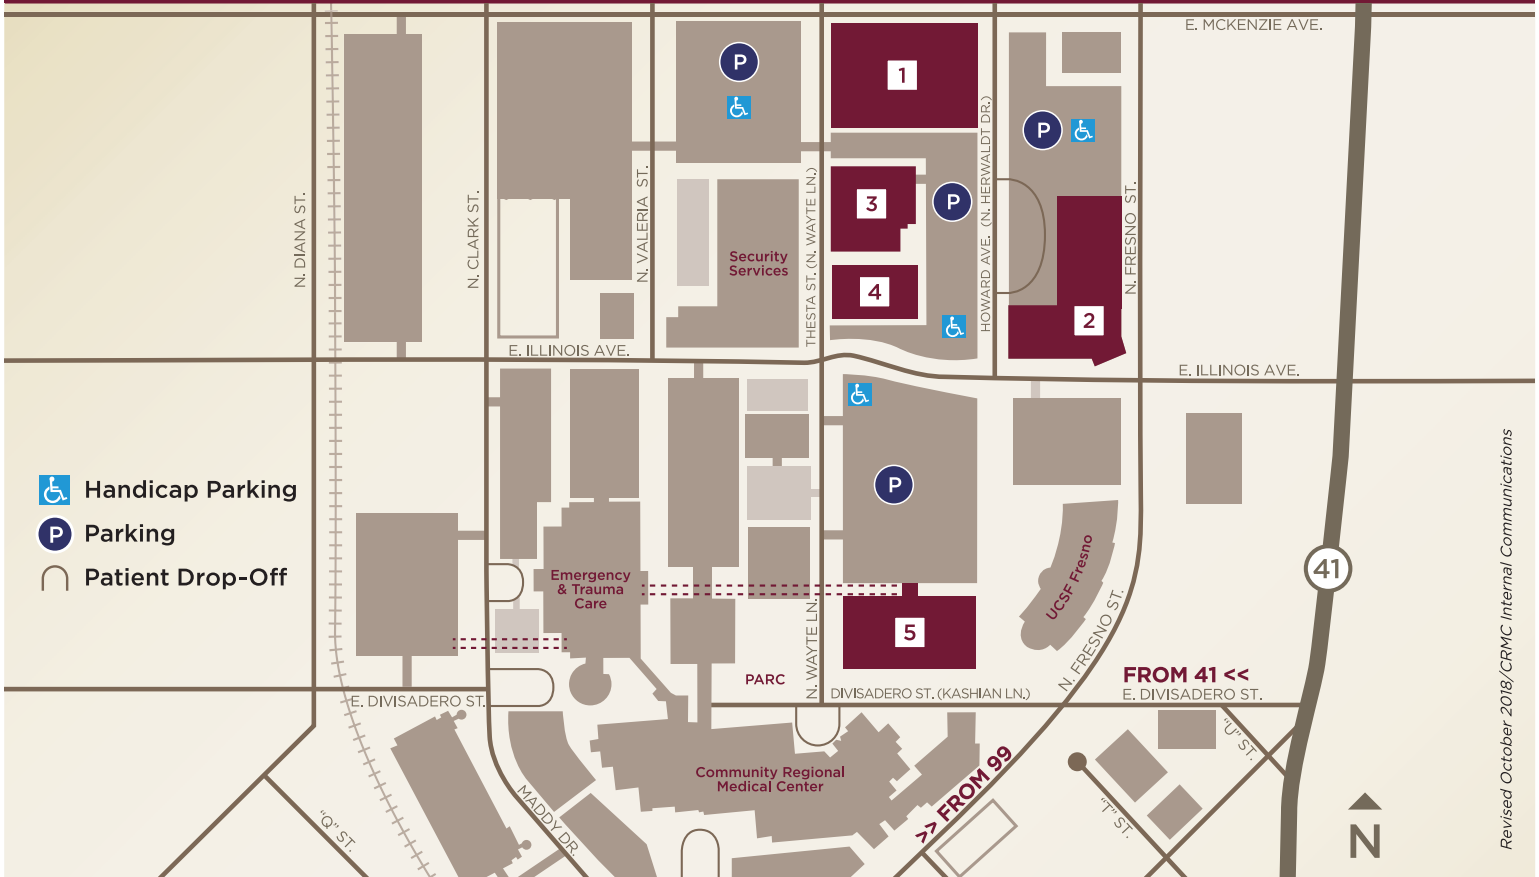 E. MCKENZIE AVE.
P
1
P
N. DIANA ST.
N. CLARK ST.
N. VALERIA ST.
THESTA ST. (N. WAYTE LN.)
HOWARD AVE. (N. HERWALDT DR.)
N. FRESNO ST.
3
P
Security
Services
4
2
E. ILLINOIS AVE.
E. ILLINOIS AVE.
Handicap Parking
P Parking
Patient Drop-Off
P
Emergency
& Trauma
Care
UCSF Fresno
41
5
N. WAYTE LN.
N. FRESNO ST.
PARC
FROM 41 <<
E. DIVISADERO ST.
DIVISADERO ST. (KASHIAN LN.)
E. DIVISADERO ST.
"U" ST.
Community Regional
Medical Center
>> FROM 99
MADDY DR.
"Q" ST.
"T" ST.
N
Revised October 2018/CRMC Internal Communications